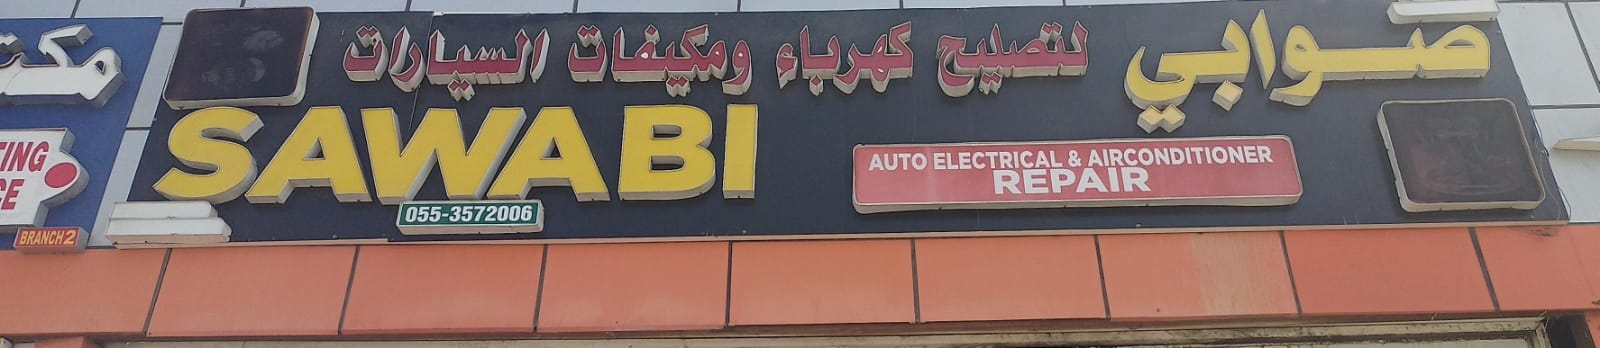 صوابي لتصليح كهرباء ومكيفات السيارات
SAWABI
AUTO ELECTRICAL & AIRCONDITIONER
REPAIR
055-3572006
BRANCH 2